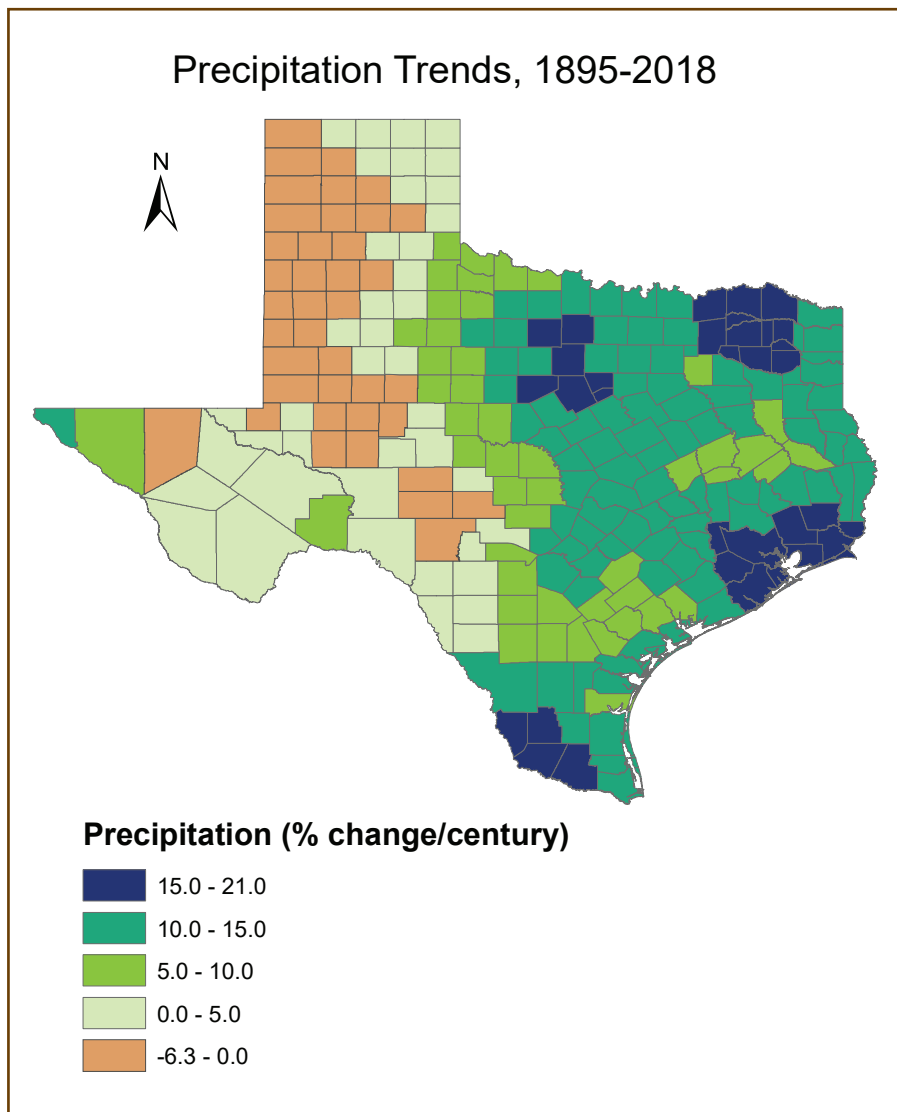 Precipitation Trends, 1895-2018
N
Precipitation (% change/century)
15.0 - 21.0
10.0 - 15.0
5.0 - 10.0
0.0 - 5.0
-6.3 - 0.0